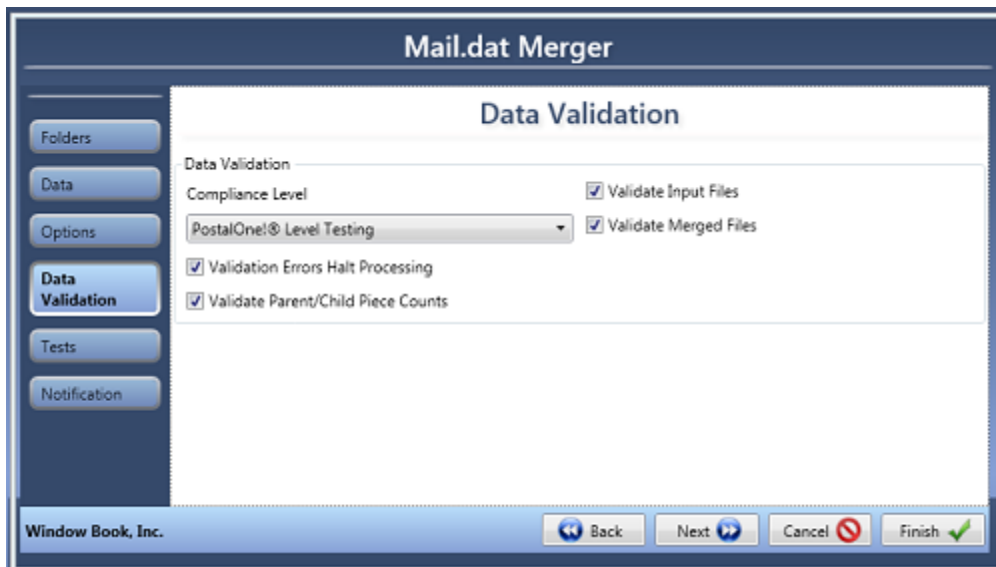 Mail.dat Merger
Folders
Data
Options
Data
Validation
Tests
Notification
Data Validation
Data Validation
Compliance Level
PostalOne!® Level Testing
Validation Errors Halt Processing
Validate Parent/Child Piece Counts
Validate Input Files
Validate Merged Files
Window Book, Inc.
Back
Next
Cancel
Finish